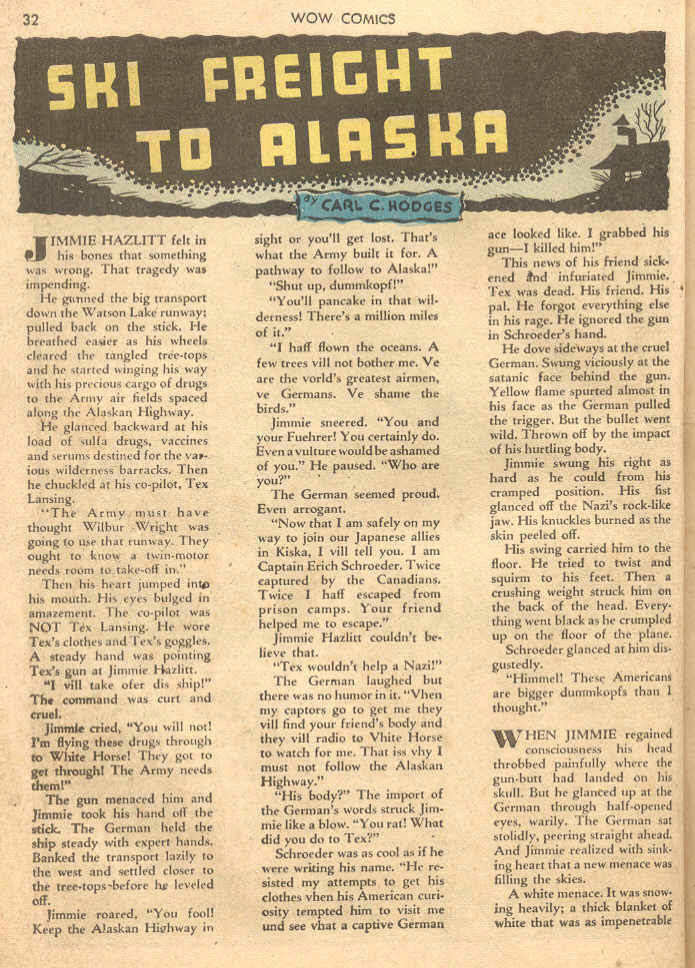 32
WOW COMICS
SKI FREIGHT
TO ALASKA
BY CARL C. HODGES
JIMMIE HAZLITT felt in
his bones that something
was wrong. That tragedy was
impending.
He gunned the big transport
down the Watson Lake runway;
pulled back on the stick. He
breathed easier as his wheels
cleared the tangled tree-tops
and he started winging his way
with his precious cargo of drugs
to the Army air fields spaced
along the Alaskan Highway.
He glanced backward at his
load of sulfa drugs, vaccines
and serums destined for the var-
ious wilderness barracks. Then
he chuckled at his co-pilot, Tex
Lansing.
"The Army must have
thought Wilbur Wright was
going to use that runway. They
ought to know a twin-motor
needs room to take-off in."
Then his heart jumped into
his mouth. His eyes bulged in
amazement. The co-pilot was
NOT Tex Lansing. He wore
Tex's clothes and Tex's goggles.
A steady hand was pointing
Tex's gun at Jimmie Hazlitt.
"I vill take ofer dis ship!"
The command was curt and
cruel.
Jimmie cried, "You will not!
I'm flying these drugs through
to White Horse! They got to
get through! The Army needs
them!"
The gun menaced him and
Jimmie took his hand off the
stick. The German held the
ship steady with expert hands.
Banked the transport lazily to
the west and settled closer to
the tree-tops before he leveled
off.
Jimmie roared, "You fool!
Keep the Alaskan Highway in
sight or you'll get lost. That's
what the Army built it for. A
pathway to follow to Alaska!"
"Shut up, dummkopf!"
"You'll pancake in that wil-
derness! There's a million miles
of it."
"I haff flown the oceans. A
few trees vill not bother me. Ve
are the vorld's greatest airmen,
ve Germans. Ve shame the
birds."
Jimmie sneered. "You and
your Fuehrer! You certainly do.
Even a vulture would be ashamed
of you." He paused. "Who are
you?"
The German seemed proud.
Even arrogant.
"Now that I am safely on my
way to join our Japanese allies
in Kiska, I vill tell you. I am
Captain Erich Schroeder. Twice
captured by the Canadians.
Twice I haff escaped from
prison camps. Your friend
helped me to escape."
Jimmie Hazlitt couldn't be-
lieve that.
"Tex wouldn't help a Nazi!"
The German laughed but
there was no humor in it. "Vhen
my captors go to get me they
vill find your friend's body and
they vill radio to Vhite Horse
to watch for me. That iss vhy I
must not follow the Alaskan
Highway."
"His body?" The import of
the German's words struck Jim-
mie like a blow. "You rat! What
did you do to Tex?"
Schroeder was as cool as if he
were writing his name. "He re-
sisted my attempts to get his
clothes vhen his American curi-
osity tempted him to visit me
und see vhat a captive German
ace looked like. I grabbed his
gun—I killed him!"
This news of his friend sick-
ened and infuriated Jimmie.
Tex was dead. His friend. His
pal. He forgot everything else
in his rage. He ignored the gun
in Schroeder's hand.
He dove sideways at the cruel
German. Swung viciously at the
satanic face behind the gun.
Yellow flame spurted almost in
his face as the German pulled
the trigger. But the bullet went
wild. Thrown off by the impact
of his hurtling body.
Jimmie swung his right as
hard as he could from his
cramped position. His fist
glanced off the Nazi's rock-like
jaw. His knuckles burned as the
skin peeled off.
His swing carried him to the
floor. He tried to twist and
squirm to his feet. Then a
crushing weight struck him on
the back of the head. Every-
thing went black as he crumpled
up on the floor of the plane.
Schroeder glanced at him dis-
gustedly.
"Himmel! These Americans
are bigger dummkopfs than I
thought."
WHEN JIMMIE regained
consciousness his head
throbbed painfully where the
gun-butt had landed on his
skull. But he glanced up at the
German through half-opened
eyes, warily. The German sat
stolidly, peering straight ahead.
And Jimmie realized with sink-
ing heart that a new menace was
filling the skies.
A white menace. It was snow-
ing heavily; a thick blanket of
white that was as impenetrable